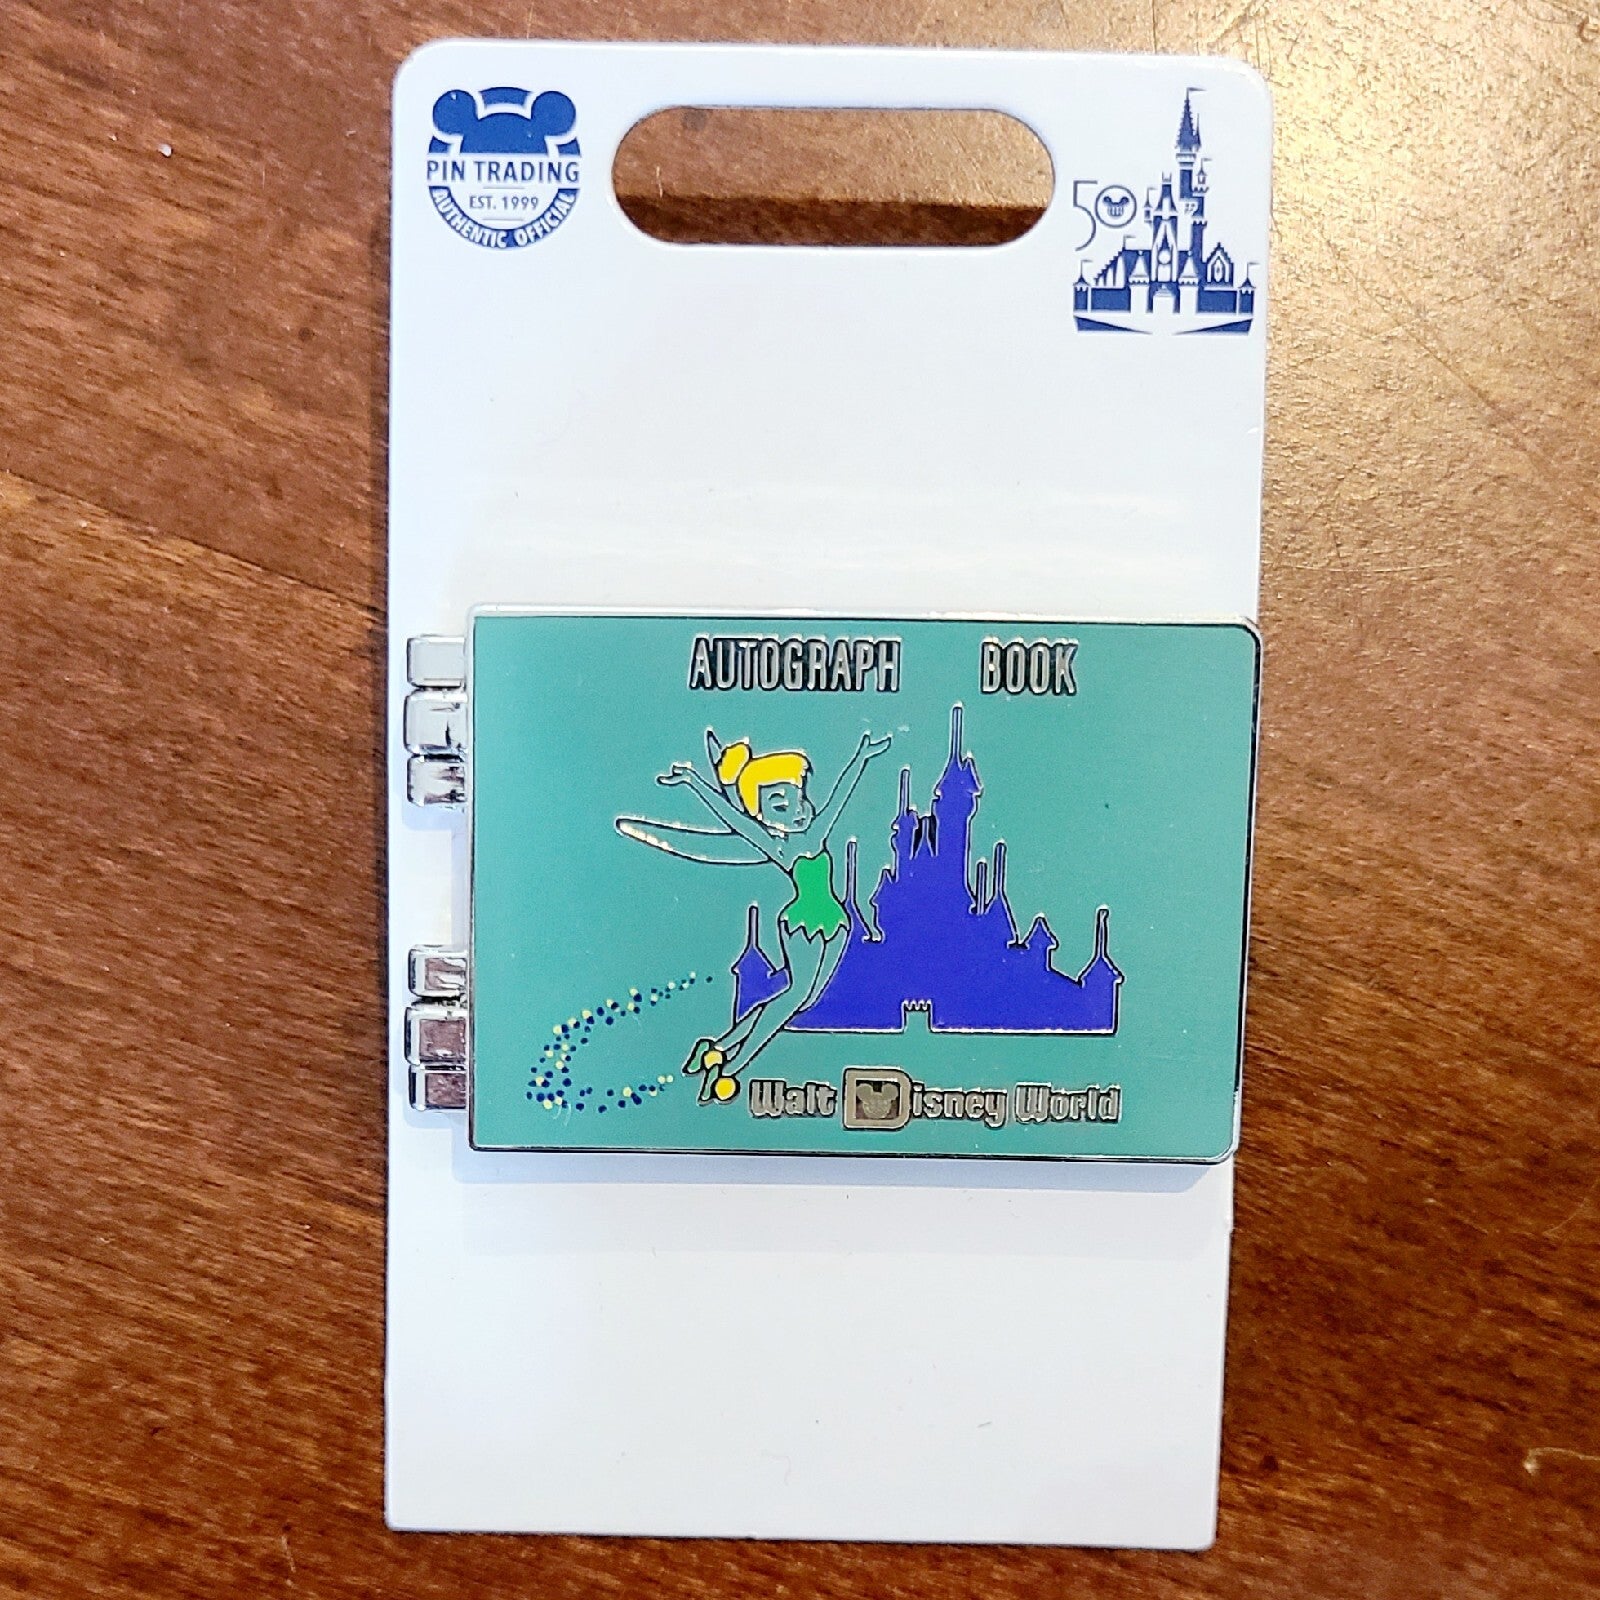 PIN TRADING
EST. 1999
AUTHENTIC OFFICIAL
50
AUTOGRAPH BOOK
Walt Disney World